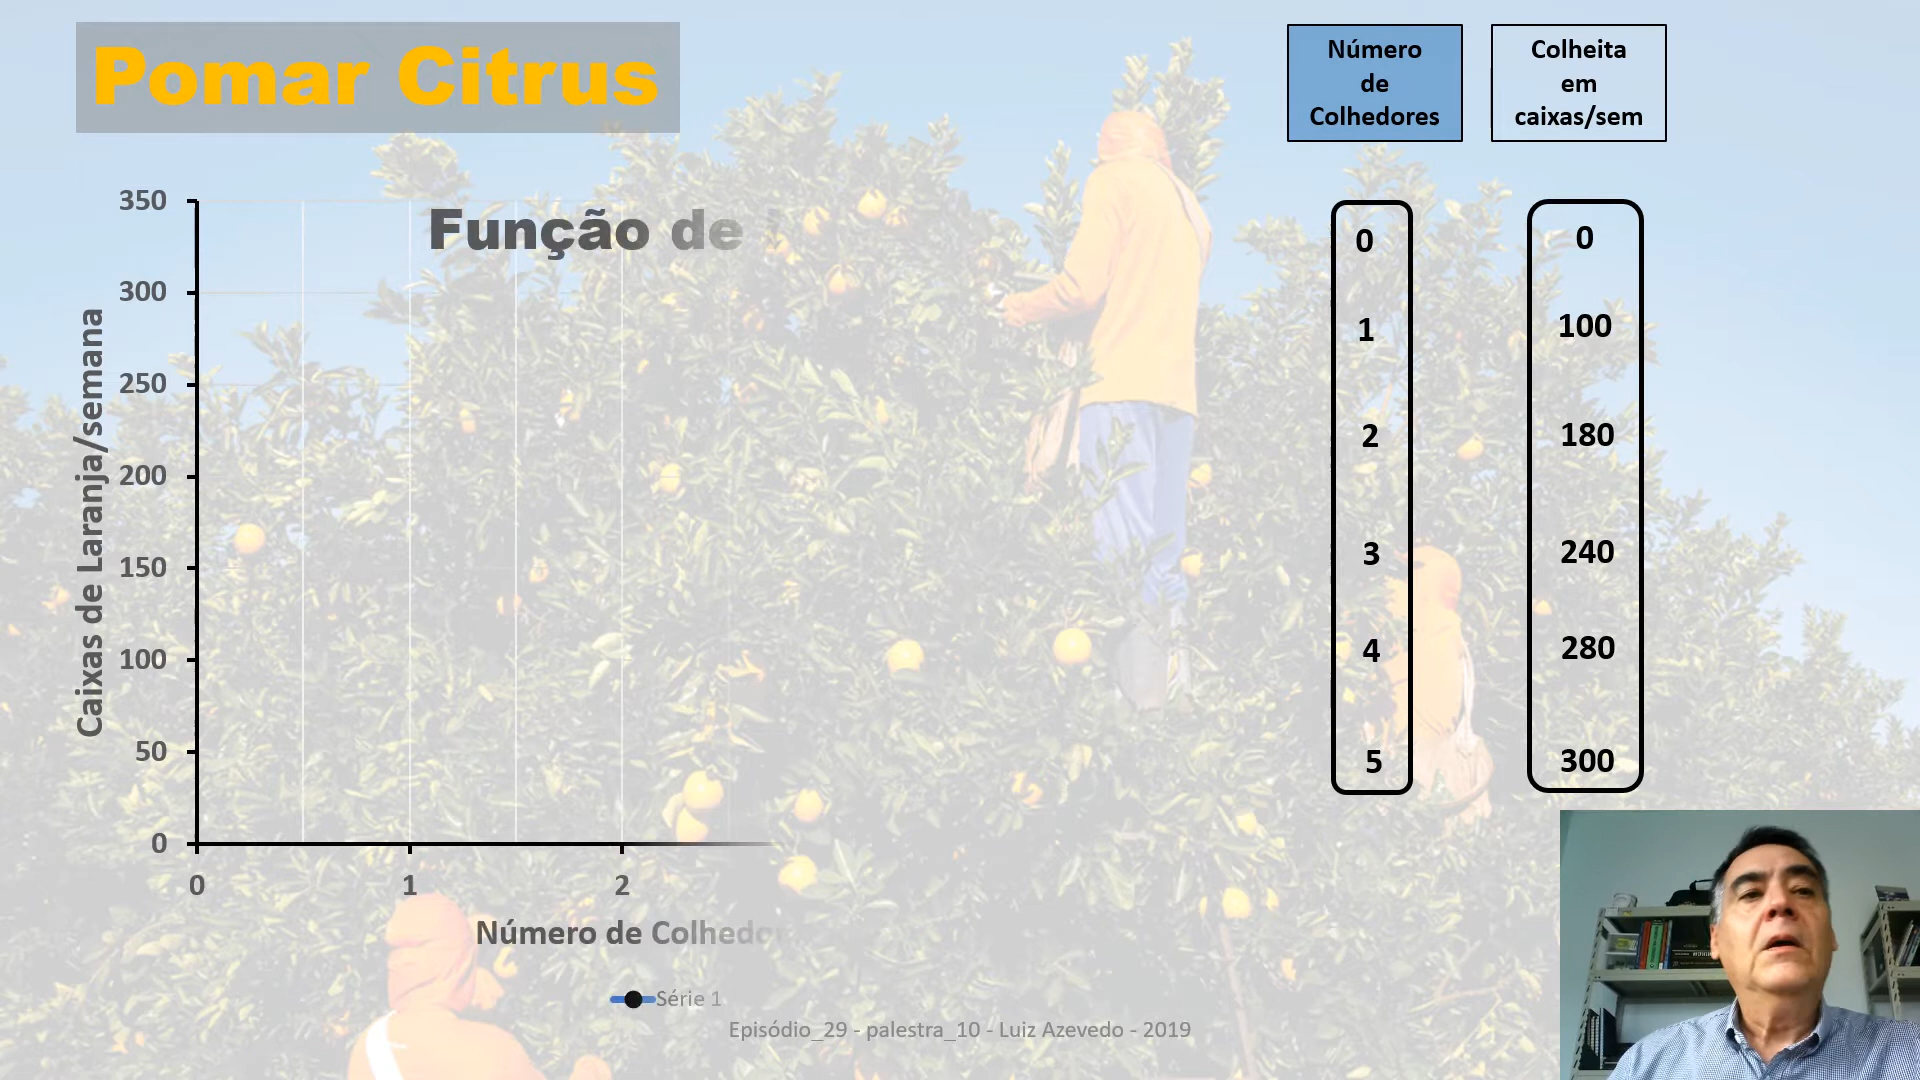 Pomar Citrus
Número
de
Colhedores
Colheita
em
caixas/sem
Função de
Caixas de Laranja/semana
350
300
250
200
150
100
50
0
0 1 2
Número de Colhedo
Série 1
0 0
1 100
2 180
3 240
4 280
5 300
Episódio_29 - palestra_10 - Luiz Azevedo - 2019